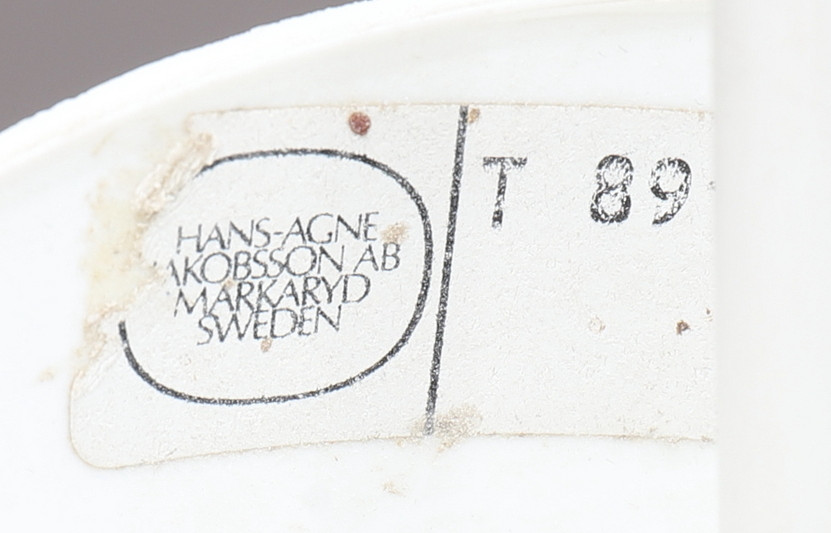 HANS-AGNE
AKOBSSON AB
MARKARYD
SWEDEN
T 89